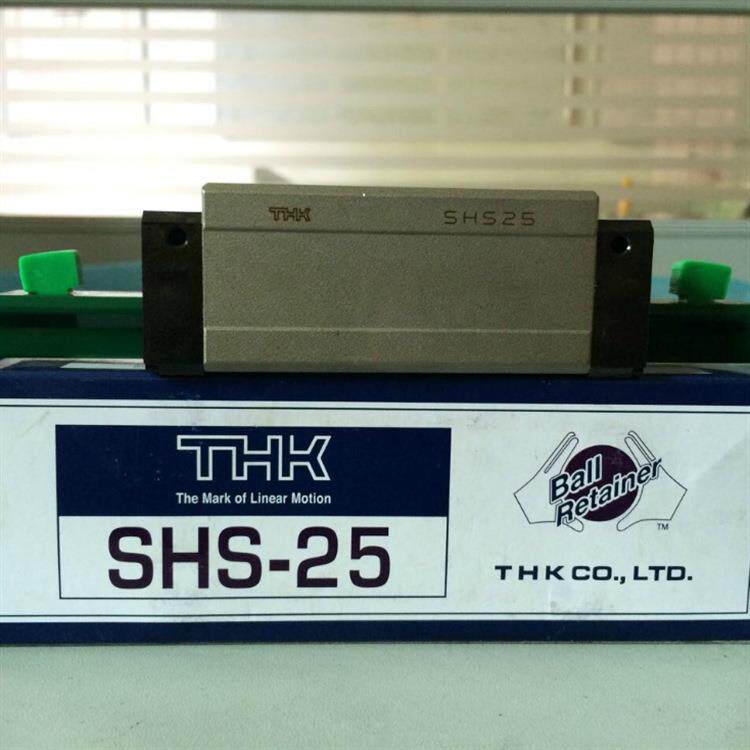 THK SHS25
THK
The Mark of Linear Motion
SHS-25
Ball
Retainer
TM
THK CO., LTD.